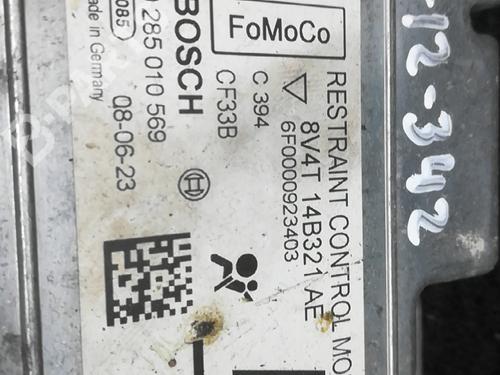 FoMoCo
RESTRAINT CONTROL MO
8V4T 14B321 AE
6F0000923403
C 394
CF33B
BOSCH
285 010 569
ade in Germany
08-06-23
085
-12-342